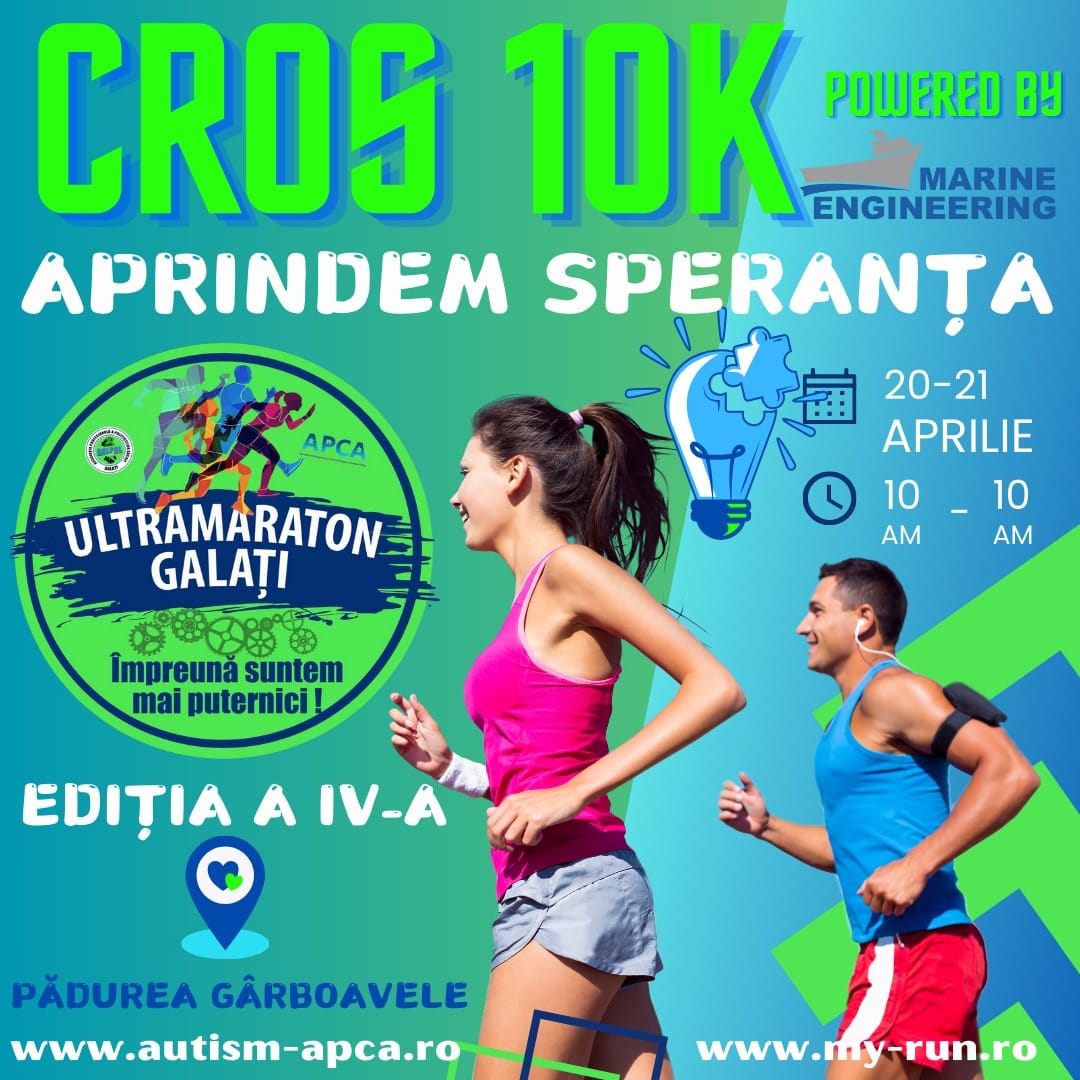 CROS 10K
POWERED BY
MARINE
ENGINEERING
APRINDEM SPERANȚA
20-21
APRILIE
10 - 10
AM AM
APCA
GALAȚI
ULTRAMARATON
GALAȚI
Împreună suntem
mai puternici !
EDIȚIA A IV-A
PĂDUREA GÂRBOAVELE
www.autism-apca.ro
www.my-run.ro